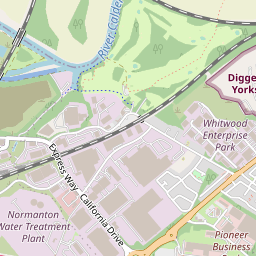 River Calder
Digge
Yorks
Whitwood
Enterprise
Park
Express Way
California Drive
Normanton
Water Treatment
Plant
Pioneer
Business